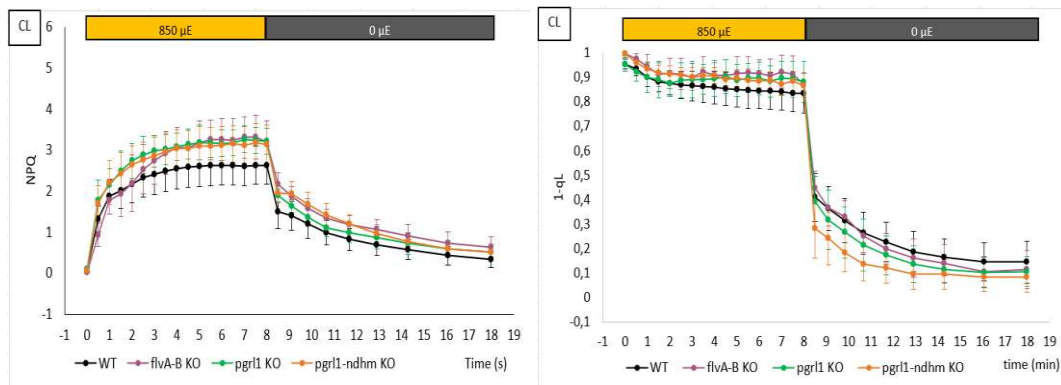 CL
850 µE
0 µE
NPQ
6
5
4
3
2
1
0
-1
-1 0 1 2 3 4 5 6 7 8 9 10 11 12 13 14 15 16 17 18 19
WT flvA-B KO pgrl1 KO pgrl1-ndhm KO Time (s)
CL
850 µE
0 µE
1-qL
1
0,9
0,8
0,7
0,6
0,5
0,4
0,3
0,2
0,1
0
-0,1
-1 0 1 2 3 4 5 6 7 8 9 10 11 12 13 14 15 16 17 18 19
WT flvA-B KO pgrl1 KO pgrl1-ndhm KO time (min)